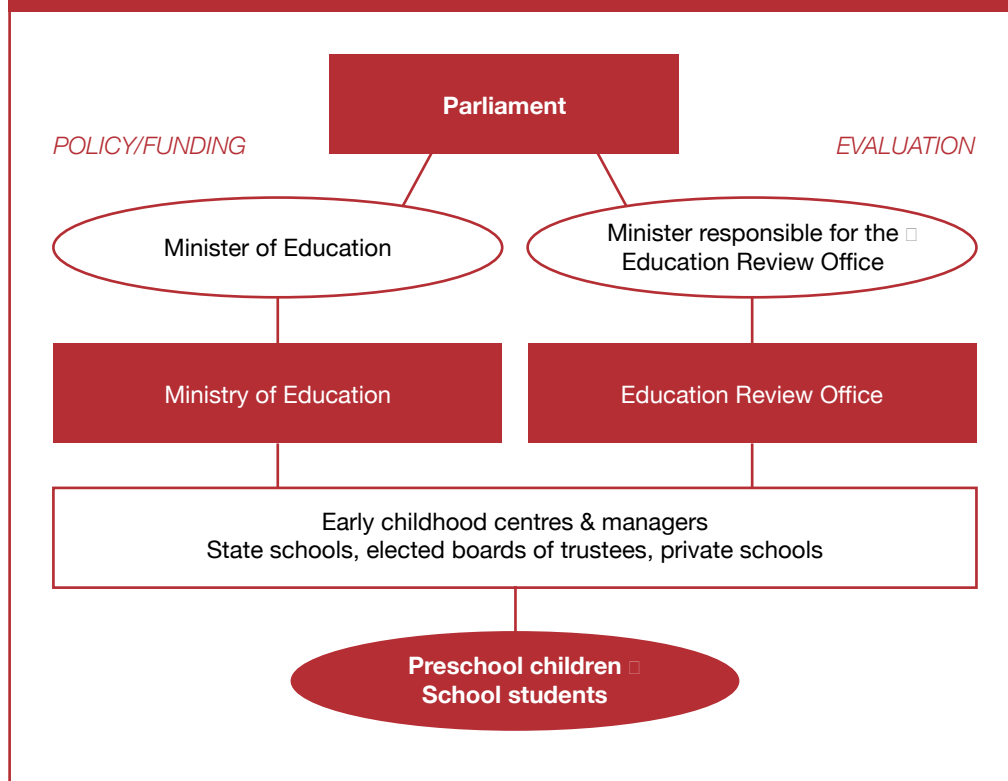 Parliament
POLICY/FUNDING
EVALUATION
Minister of Education
Minister responsible for the
Education Review Office
Ministry of Education
Education Review Office
Early childhood centres & managers
State schools, elected boards of trustees, private schools
Preschool children
School students